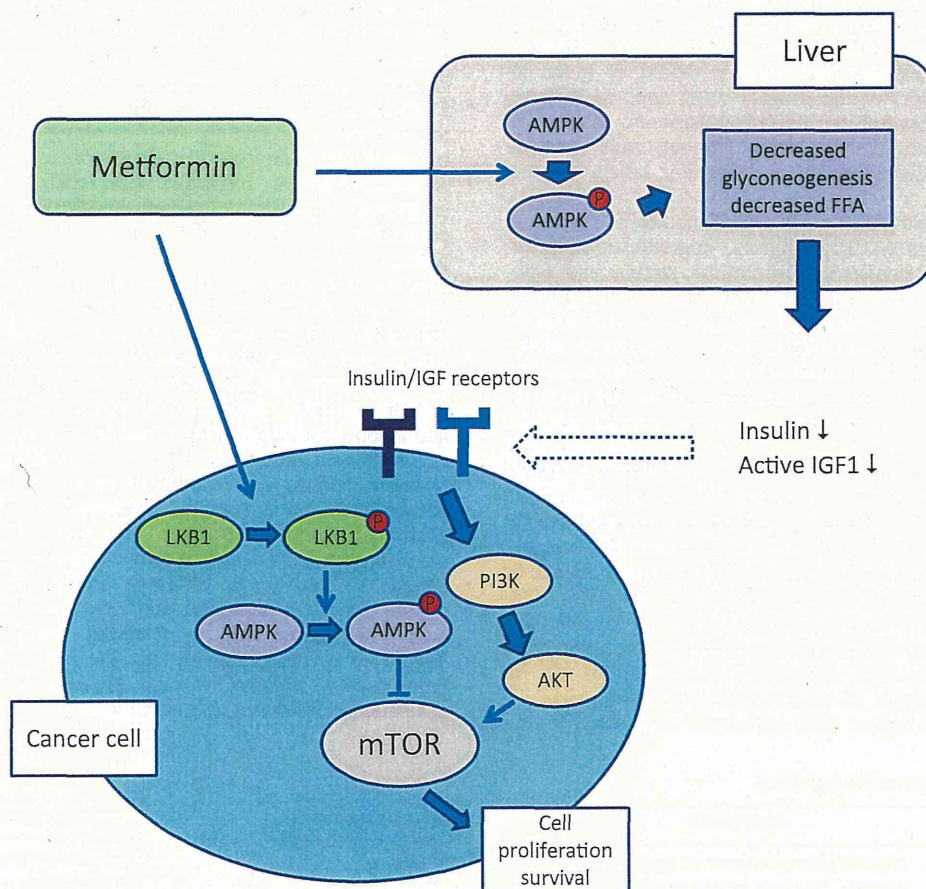 Liver
Metformin
AMPK
P
AMPK
Decreased
glyconeogenesis
decreased FFA
Insulin/IGF receptors
Insulin ↓
Active IGF1 ↓
LKB1
P
LKB1
PI3K
P
AMPK
AMPK
AKT
Cancer cell
mTOR
Cell
proliferation
survival